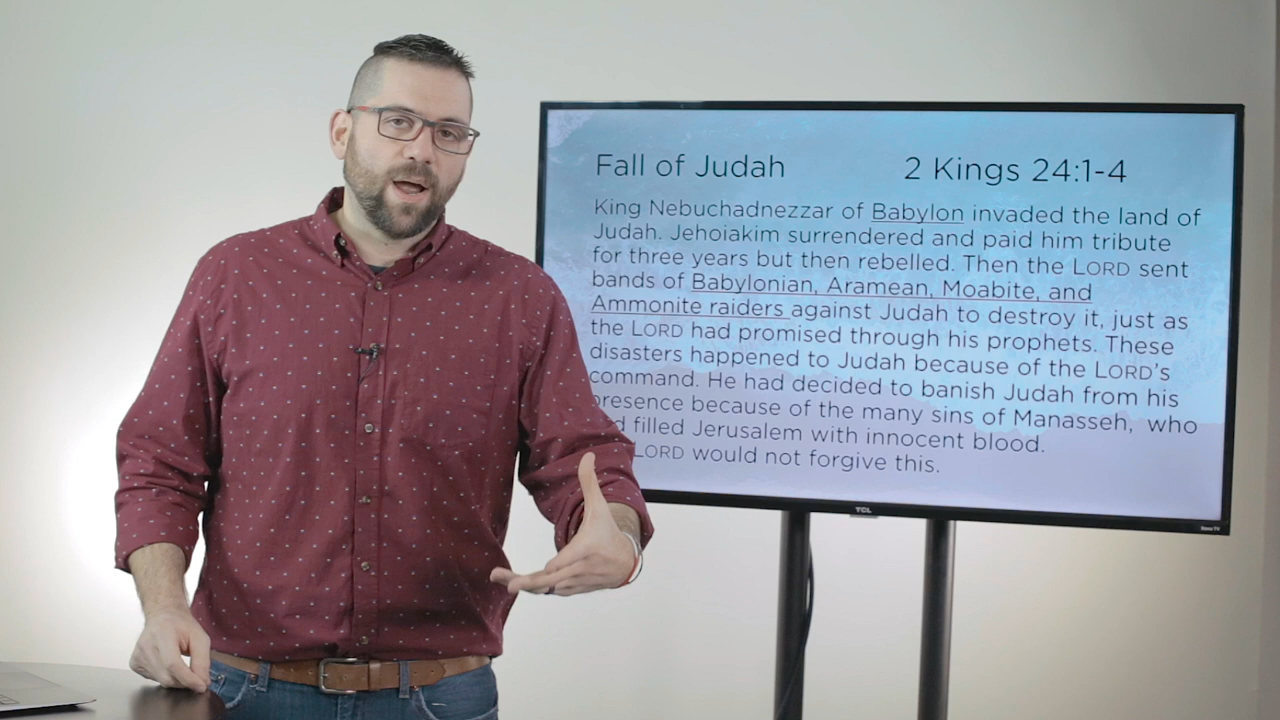 Fall of Judah 2 Kings 24:1-4
King Nebuchadnezzar of Babylon invaded the land of
Judah. Jehoiakim surrendered and paid him tribute
for three years but then rebelled. Then the LORD sent
bands of Babylonian, Aramean, Moabite, and
Ammonite raiders against Judah to destroy it, just as
the LORD had promised through his prophets. These
disasters happened to Judah because of the LORD's
command. He had decided to banish Judah from his
presence because of the many sins of Manasseh, who
filled Jerusalem with innocent blood.
LORD would not forgive this.
TCL
Roku TV